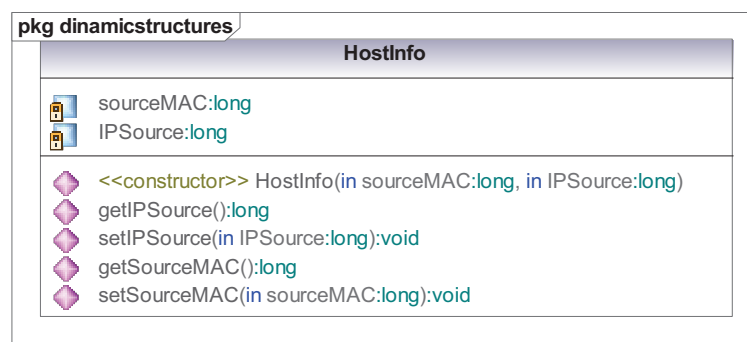 pkg dinamicstructures
HostInfo
sourceMAC:long
IPSource:long
<<constructor>> HostInfo(in sourceMAC:long, in IPSource:long)
getIPSource():long
setIPSource(in IPSource:long):void
getSourceMAC():long
setSourceMAC(in sourceMAC:long):void